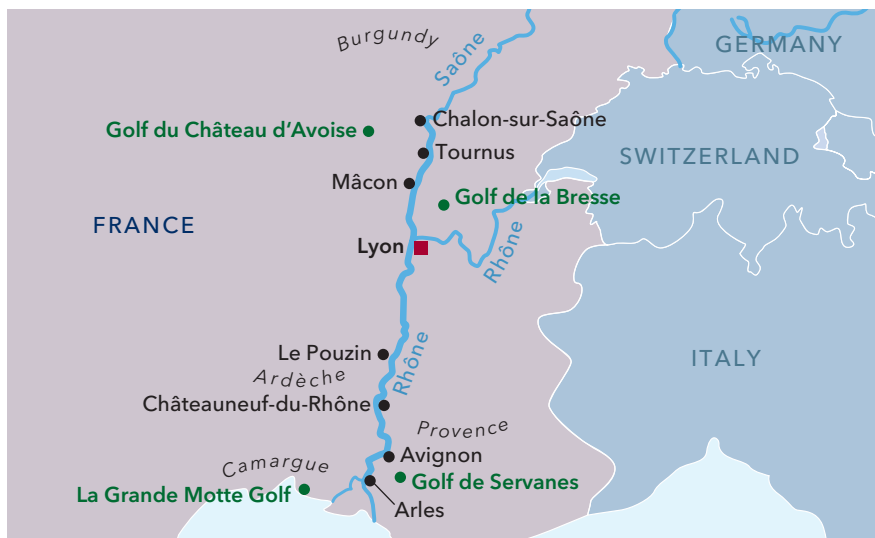 Burgundy
Saône
GERMANY
Golf du Château d’Avoise
Chalon-sur-Saône
Tournus
SWITZERLAND
Mâcon
Golf de la Bresse
FRANCE
Lyon
Rhône
Le Pouzin
Rhône
ITALY
Ardèche
Châteauneuf-du-Rhône
Provence
Avignon
Camargue
Golf de Servanes
La Grande Motte Golf
Arles